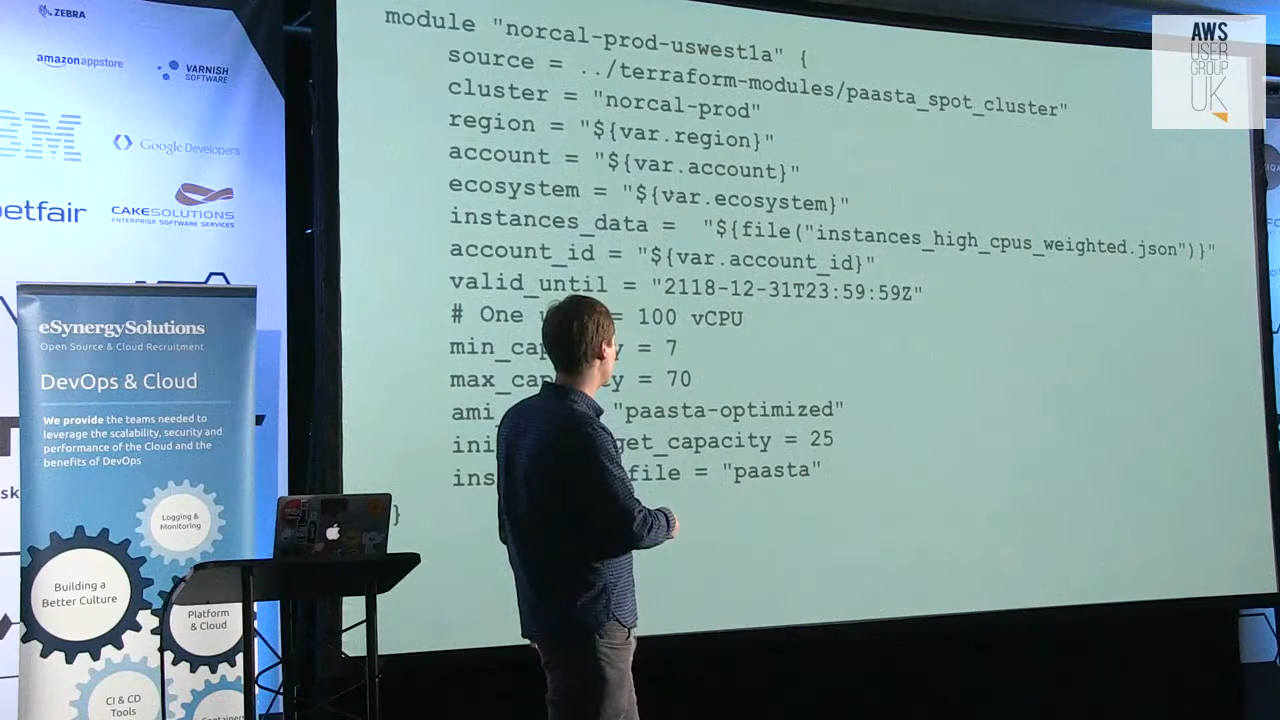 ZEBRA
amazonappstore
VARNISH
SOFTWARE
Google Developers
betfair
CAKESOLUTIONS
ENTERPRISE SOFTWARE SERVICES
eSynergySolutions
Open Source & Cloud Recruitment
DevOps & Cloud
We provide the teams needed to
leverage the scalability, security and
performance of the Cloud and the
benefits of DevOps
Logging &
Monitoring
Building a
Better Culture
Platform
& Cloud
CI & CD
Tools
module "norcal-prod-uswest1a" {
source = ../terraform-modules/paasta_spot_cluster"
cluster = "norcal-prod"
region = "${var.region}"
account = "${var.account}"
ecosystem = "${var.ecosystem}"
instances_data = "${file("instances_high_cpus_weighted.json")}"
account_id = "${var.account_id}"
valid_until = "2118-12-31T23:59:59Z"
# One = 100 vCPU
min_cap y = 7
max_cap y = 70
ami "paasta-optimized"
ini get_capacity = 25
ins file = "paasta"
}
AWS
USER
GROUP
UK